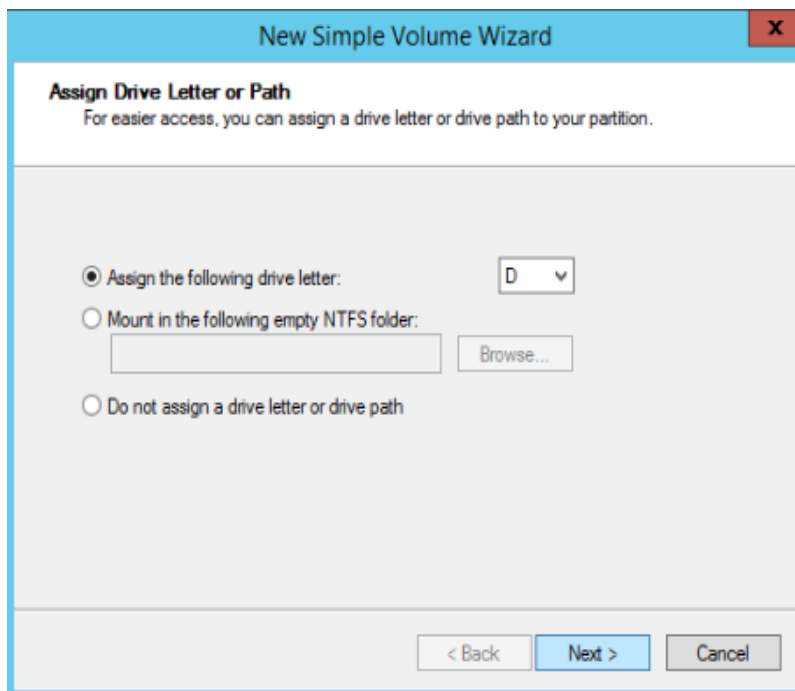 New Simple Volume Wizard
x
Assign Drive Letter or Path
For easier access, you can assign a drive letter or drive path to your partition.
Assign the following drive letter: D
Mount in the following empty NTFS folder:
Browse...
Do not assign a drive letter or drive path
< Back Next > Cancel